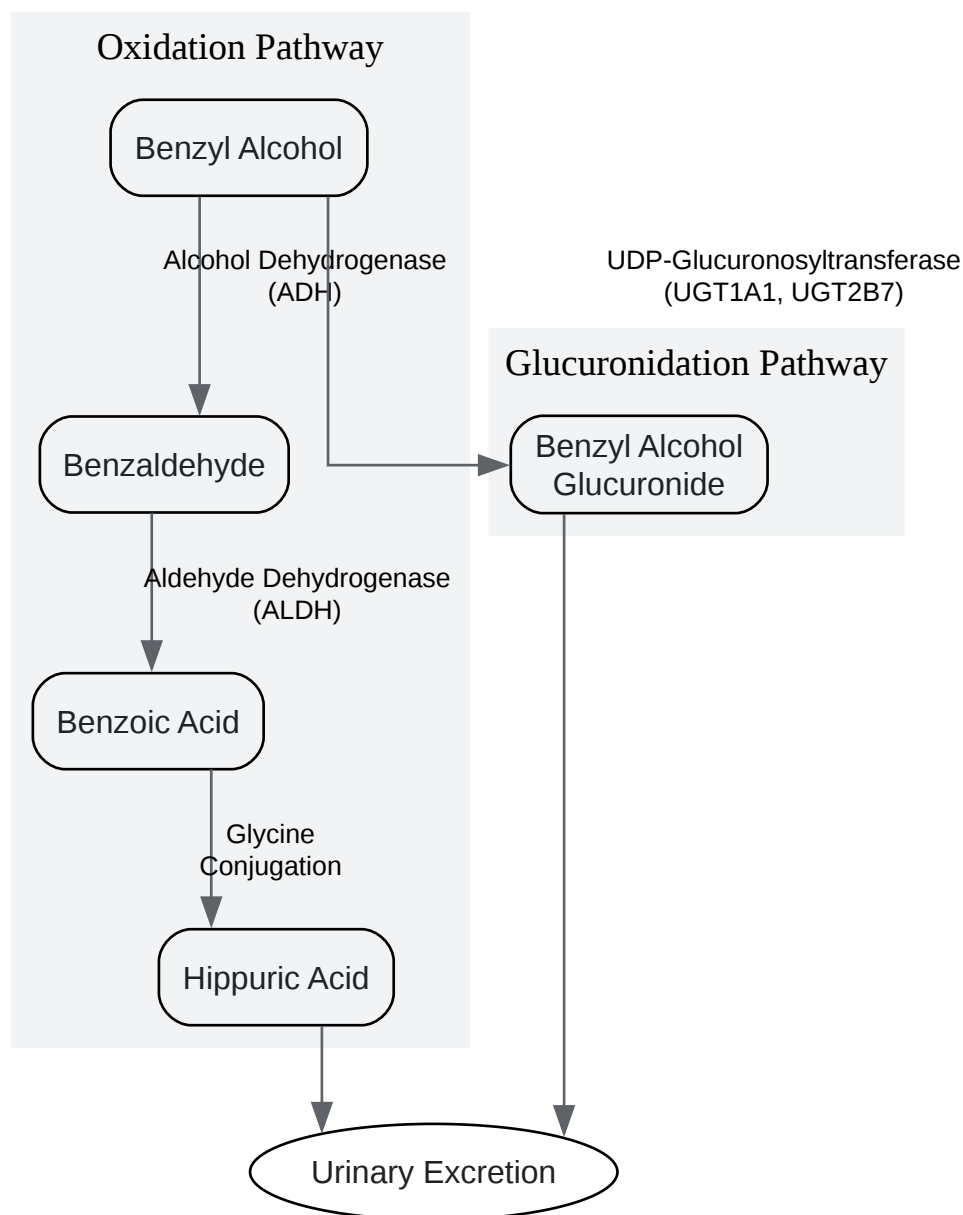 Oxidation Pathway
Benzyl Alcohol
Alcohol Dehydrogenase
(ADH)
UDP-Glucuronosyltransferase
(UGT1A1, UGT2B7)
Glucuronidation Pathway
Benzaldehyde
Benzyl Alcohol
Glucuronide
Aldehyde Dehydrogenase
(ALDH)
Benzoic Acid
Glycine
Conjugation
Hippuric Acid
Urinary Excretion